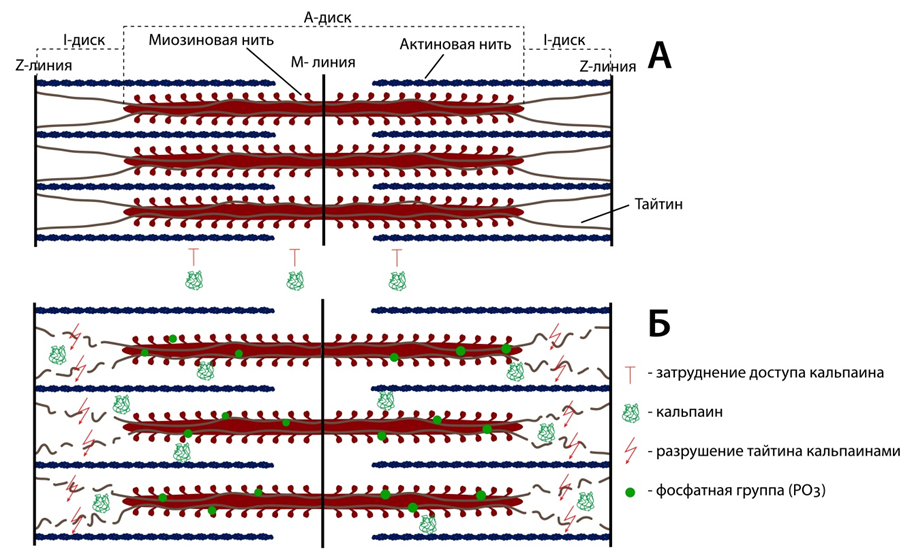 А-диск
I-диск
Миозиновая нить
Актиновая нить
I-диск
Z-линия
М- линия
Z-линия
А
Тайтин
Б
- затруднение доступа кальпаина
- кальпаин
- разрушение тайтина кальпаинами
- фосфатная группа (PO3)